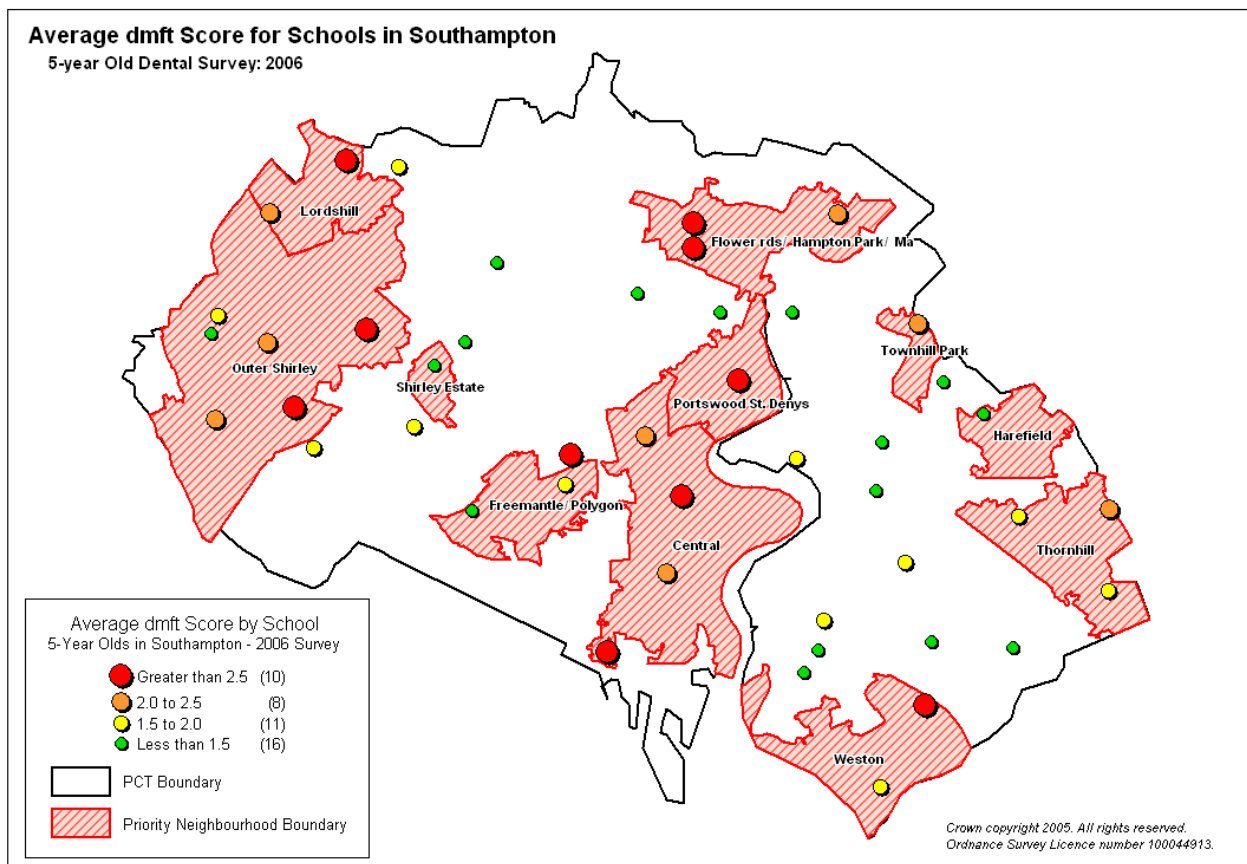 Average dmft Score for Schools in Southampton
5-year Old Dental Survey: 2006
Lordshill
Flower rds/ Hampton Park/ Ma
Townhill Park
Outer Shirley
Shirley Estate
Portswood St. Denys
Harefield
Freemantle/ Polygon
Central
Thornhill
Weston
Average dmft Score by School
5-Year Olds in Southampton - 2006 Survey
Greater than 2.5 (10)
2.0 to 2.5 (8)
1.5 to 2.0 (11)
Less than 1.5 (16)
PCT Boundary
Priority Neighbourhood Boundary
Crown copyright 2005. All rights reserved.
Ordnance Survey Licence number 100044913.